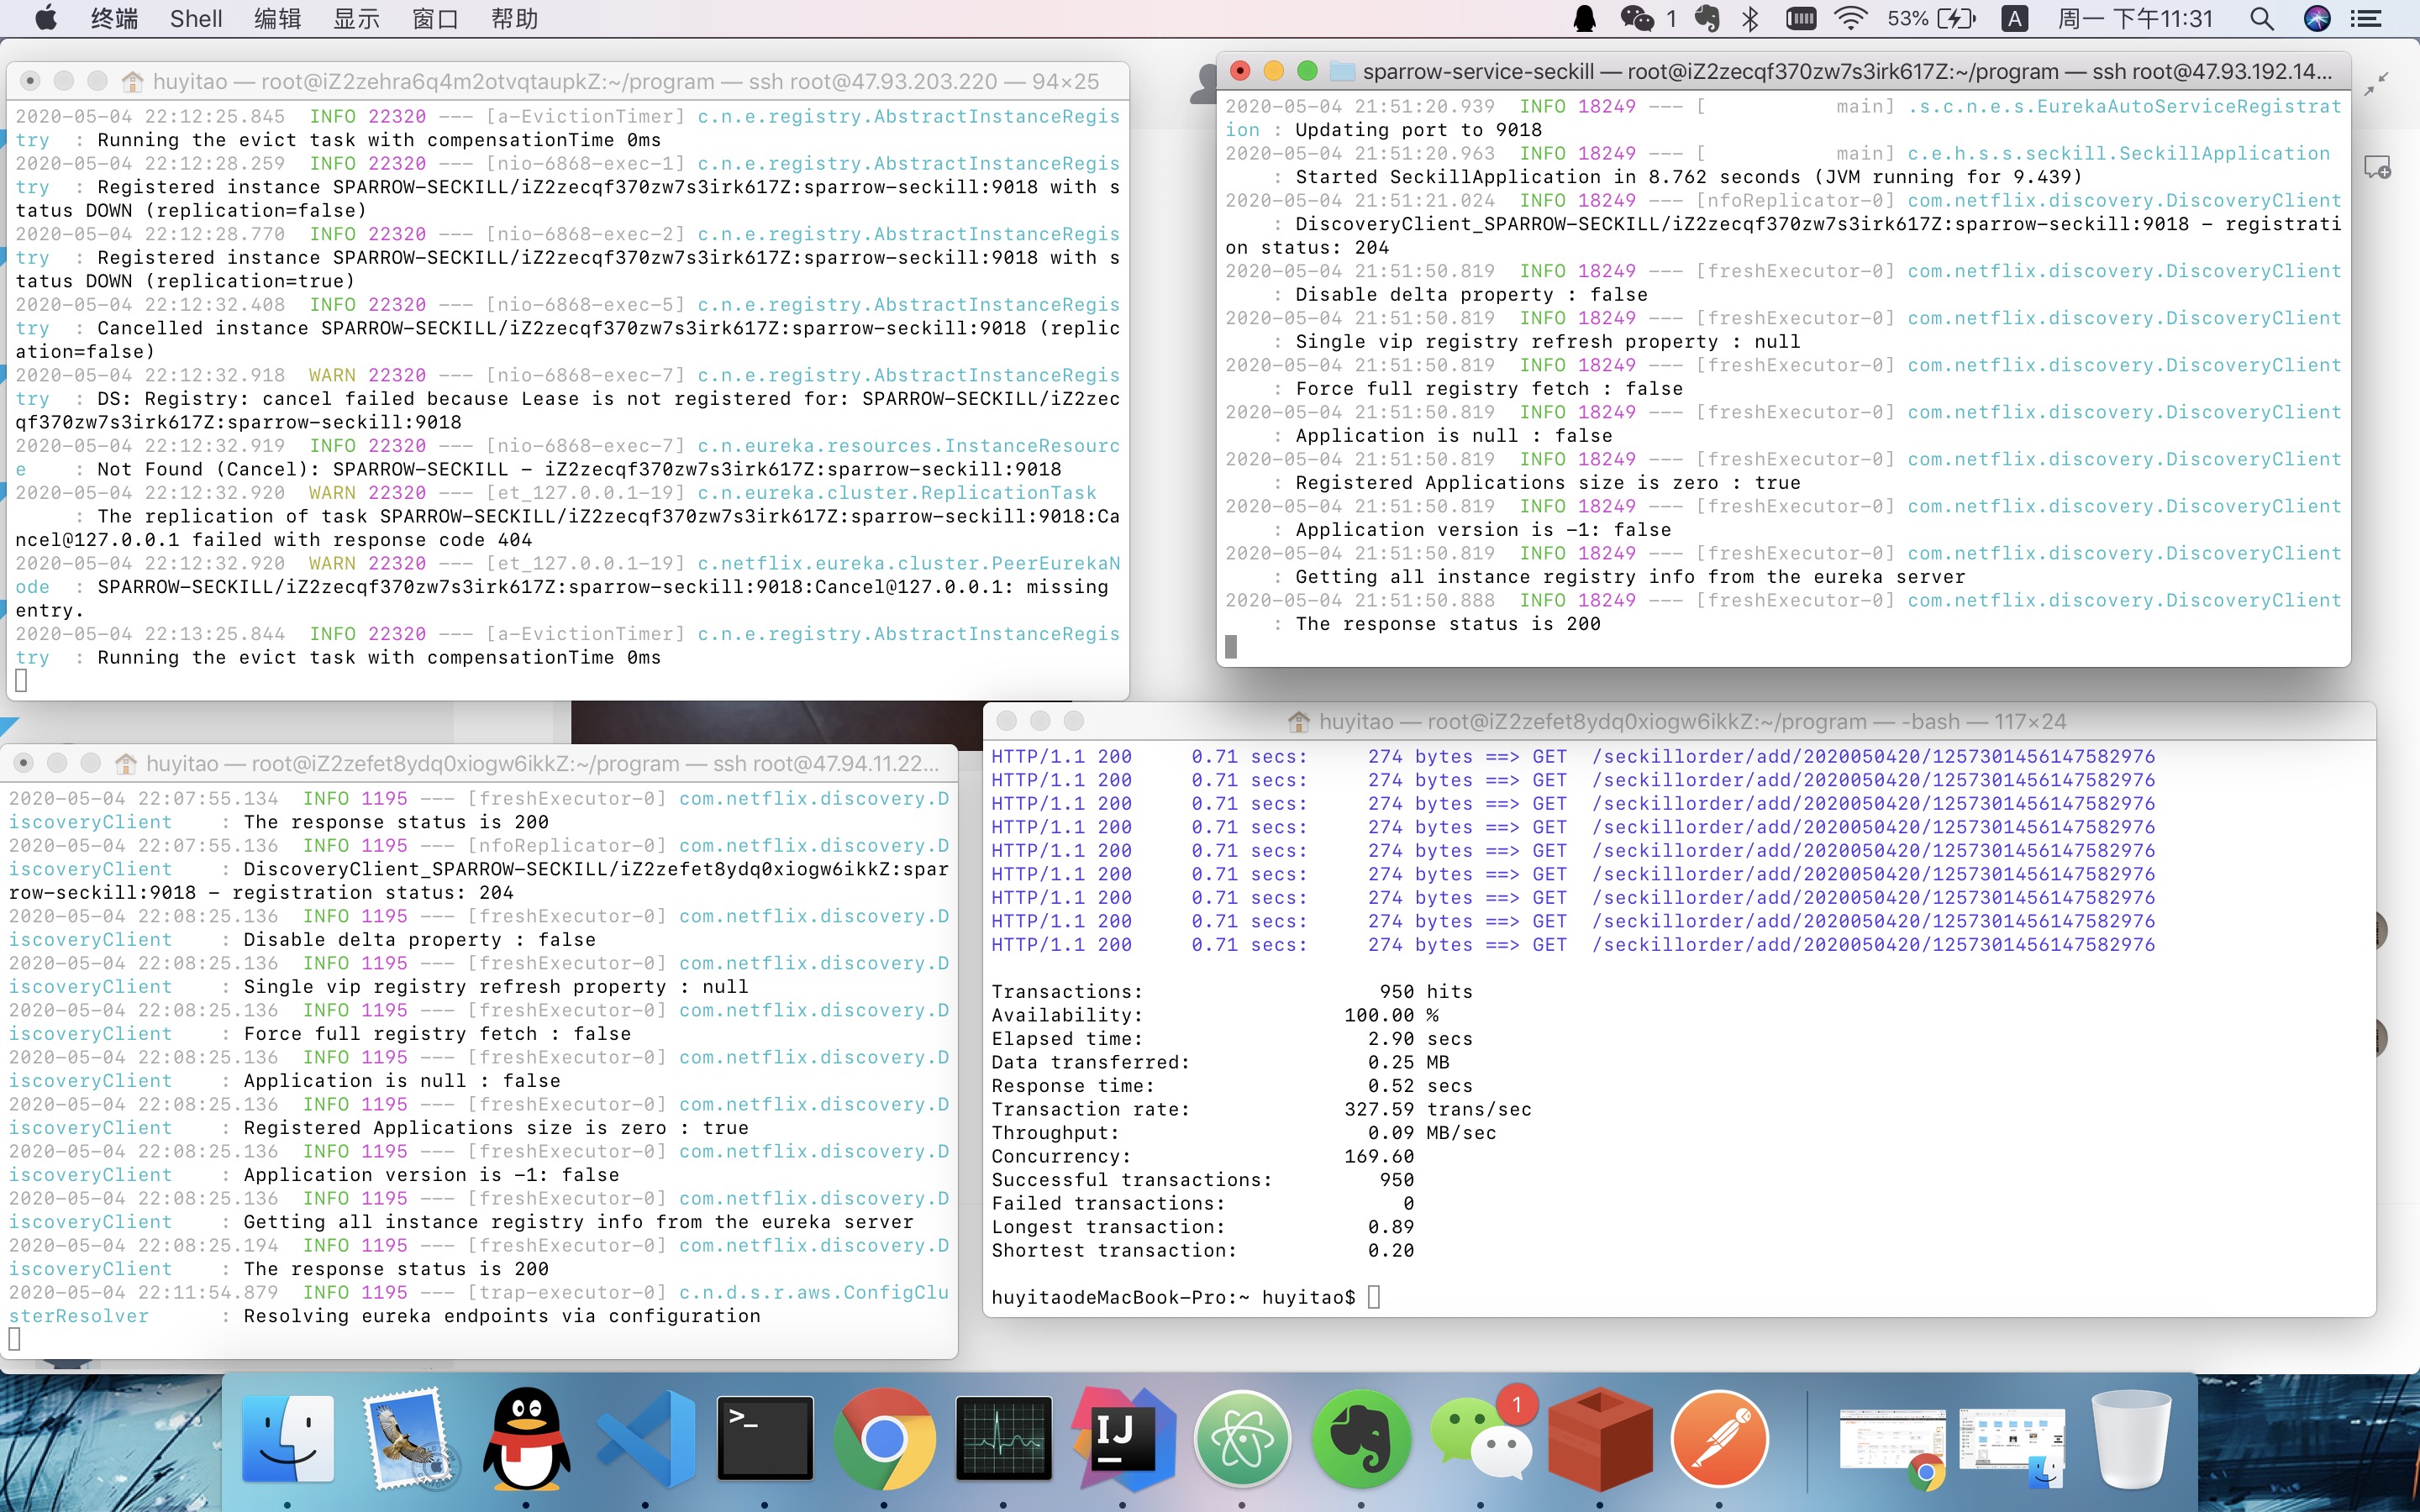 终端 Shell 编辑 显示 窗口 帮助 1 53% A 周一 下午11:31
huyitao — root@iZ2zehra6q4m2otvqtaupkZ:~/program — ssh root@47.93.203.220 — 94×25
2020-05-04 22:12:25.845  INFO 22320 --- [a-EvictionTimer] c.n.e.registry.AbstractInstanceRegis
try  : Running the evict task with compensationTime 0ms
2020-05-04 22:12:28.259  INFO 22320 --- [nio-6868-exec-1] c.n.e.registry.AbstractInstanceRegis
try  : Registered instance SPARROW-SECKILL/iZ2zecqf370zw7s3irk617Z:sparrow-seckill:9018 with s
tatus DOWN (replication=false)
2020-05-04 22:12:28.770  INFO 22320 --- [nio-6868-exec-2] c.n.e.registry.AbstractInstanceRegis
try  : Registered instance SPARROW-SECKILL/iZ2zecqf370zw7s3irk617Z:sparrow-seckill:9018 with s
tatus DOWN (replication=true)
2020-05-04 22:12:32.408  INFO 22320 --- [nio-6868-exec-5] c.n.e.registry.AbstractInstanceRegis
try  : Cancelled instance SPARROW-SECKILL/iZ2zecqf370zw7s3irk617Z:sparrow-seckill:9018 (replic
ation=false)
2020-05-04 22:12:32.918  WARN 22320 --- [nio-6868-exec-7] c.n.e.registry.AbstractInstanceRegis
try  : DS: Registry: cancel failed because Lease is not registered for: SPARROW-SECKILL/iZ2zec
qf370zw7s3irk617Z:sparrow-seckill:9018
2020-05-04 22:12:32.919  INFO 22320 --- [nio-6868-exec-7] c.n.eureka.resources.InstanceResourc
e    : Not Found (Cancel): SPARROW-SECKILL - iZ2zecqf370zw7s3irk617Z:sparrow-seckill:9018
2020-05-04 22:12:32.920  WARN 22320 --- [et_127.0.0.1-19] c.n.eureka.cluster.ReplicationTask
     : The replication of task SPARROW-SECKILL/iZ2zecqf370zw7s3irk617Z:sparrow-seckill:9018:Ca
ncel@127.0.0.1 failed with response code 404
2020-05-04 22:12:32.920  WARN 22320 --- [et_127.0.0.1-19] c.netflix.eureka.cluster.PeerEurekaN
ode  : SPARROW-SECKILL/iZ2zecqf370zw7s3irk617Z:sparrow-seckill:9018:Cancel@127.0.0.1: missing
entry.
2020-05-04 22:13:25.844  INFO 22320 --- [a-EvictionTimer] c.n.e.registry.AbstractInstanceRegis
try  : Running the evict task with compensationTime 0ms
sparrow-service-seckill — root@iZ2zecqf370zw7s3irk617Z:~/program — ssh root@47.93.192.14...
2020-05-04 21:51:20.939  INFO 18249 --- [           main] .s.c.n.e.s.EurekaAutoServiceRegistrat
ion : Updating port to 9018
2020-05-04 21:51:20.963  INFO 18249 --- [           main] c.e.h.s.s.seckill.SeckillApplication
    : Started SeckillApplication in 8.762 seconds (JVM running for 9.439)
2020-05-04 21:51:21.024  INFO 18249 --- [nfoReplicator-0] com.netflix.discovery.DiscoveryClient
    : DiscoveryClient_SPARROW-SECKILL/iZ2zecqf370zw7s3irk617Z:sparrow-seckill:9018 - registrati
on status: 204
2020-05-04 21:51:50.819  INFO 18249 --- [freshExecutor-0] com.netflix.discovery.DiscoveryClient
    : Disable delta property : false
2020-05-04 21:51:50.819  INFO 18249 --- [freshExecutor-0] com.netflix.discovery.DiscoveryClient
    : Single vip registry refresh property : null
2020-05-04 21:51:50.819  INFO 18249 --- [freshExecutor-0] com.netflix.discovery.DiscoveryClient
    : Force full registry fetch : false
2020-05-04 21:51:50.819  INFO 18249 --- [freshExecutor-0] com.netflix.discovery.DiscoveryClient
    : Application is null : false
2020-05-04 21:51:50.819  INFO 18249 --- [freshExecutor-0] com.netflix.discovery.DiscoveryClient
    : Registered Applications size is zero : true
2020-05-04 21:51:50.819  INFO 18249 --- [freshExecutor-0] com.netflix.discovery.DiscoveryClient
    : Application version is -1: false
2020-05-04 21:51:50.819  INFO 18249 --- [freshExecutor-0] com.netflix.discovery.DiscoveryClient
    : Getting all instance registry info from the eureka server
2020-05-04 21:51:50.888  INFO 18249 --- [freshExecutor-0] com.netflix.discovery.DiscoveryClient
    : The response status is 200
huyitao — root@iZ2zefet8ydq0xiogw6ikkZ:~/program — ssh root@47.94.11.22...
2020-05-04 22:07:55.134  INFO 1195 --- [freshExecutor-0] com.netflix.discovery.D
iscoveryClient    : The response status is 200
2020-05-04 22:07:55.136  INFO 1195 --- [nfoReplicator-0] com.netflix.discovery.D
iscoveryClient    : DiscoveryClient_SPARROW-SECKILL/iZ2zefet8ydq0xiogw6ikkZ:spar
row-seckill:9018 - registration status: 204
2020-05-04 22:08:25.136  INFO 1195 --- [freshExecutor-0] com.netflix.discovery.D
iscoveryClient    : Disable delta property : false
2020-05-04 22:08:25.136  INFO 1195 --- [freshExecutor-0] com.netflix.discovery.D
iscoveryClient    : Single vip registry refresh property : null
2020-05-04 22:08:25.136  INFO 1195 --- [freshExecutor-0] com.netflix.discovery.D
iscoveryClient    : Force full registry fetch : false
2020-05-04 22:08:25.136  INFO 1195 --- [freshExecutor-0] com.netflix.discovery.D
iscoveryClient    : Application is null : false
2020-05-04 22:08:25.136  INFO 1195 --- [freshExecutor-0] com.netflix.discovery.D
iscoveryClient    : Registered Applications size is zero : true
2020-05-04 22:08:25.136  INFO 1195 --- [freshExecutor-0] com.netflix.discovery.D
iscoveryClient    : Application version is -1: false
2020-05-04 22:08:25.136  INFO 1195 --- [freshExecutor-0] com.netflix.discovery.D
iscoveryClient    : Getting all instance registry info from the eureka server
2020-05-04 22:08:25.194  INFO 1195 --- [freshExecutor-0] com.netflix.discovery.D
iscoveryClient    : The response status is 200
2020-05-04 22:11:54.879  INFO 1195 --- [trap-executor-0] c.n.d.s.r.aws.ConfigClu
sterResolver      : Resolving eureka endpoints via configuration
huyitao — root@iZ2zefet8ydq0xiogw6ikkZ:~/program — -bash — 117×24
HTTP/1.1 200     0.71 secs:     274 bytes ==> GET  /seckillorder/add/2020050420/1257301456147582976
HTTP/1.1 200     0.71 secs:     274 bytes ==> GET  /seckillorder/add/2020050420/1257301456147582976
HTTP/1.1 200     0.71 secs:     274 bytes ==> GET  /seckillorder/add/2020050420/1257301456147582976
HTTP/1.1 200     0.71 secs:     274 bytes ==> GET  /seckillorder/add/2020050420/1257301456147582976
HTTP/1.1 200     0.71 secs:     274 bytes ==> GET  /seckillorder/add/2020050420/1257301456147582976
HTTP/1.1 200     0.71 secs:     274 bytes ==> GET  /seckillorder/add/2020050420/1257301456147582976
HTTP/1.1 200     0.71 secs:     274 bytes ==> GET  /seckillorder/add/2020050420/1257301456147582976
HTTP/1.1 200     0.71 secs:     274 bytes ==> GET  /seckillorder/add/2020050420/1257301456147582976
HTTP/1.1 200     0.71 secs:     274 bytes ==> GET  /seckillorder/add/2020050420/1257301456147582976
Transactions:                    950 hits
Availability:                 100.00 %
Elapsed time:                   2.90 secs
Data transferred:               0.25 MB
Response time:                  0.52 secs
Transaction rate:             327.59 trans/sec
Throughput:                     0.09 MB/sec
Concurrency:                  169.60
Successful transactions:         950
Failed transactions:               0
Longest transaction:            0.89
Shortest transaction:           0.20
huyitaodeMacBook-Pro:~ huyitao$
>_
IJ
1